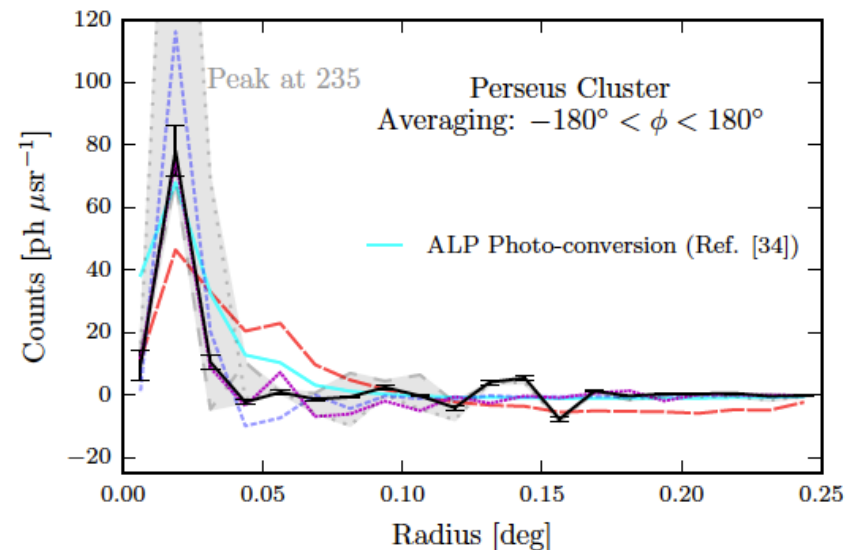 120
100
80
60
40
20
0
−20
Counts [ph μsr⁻¹]
Peak at 235
Perseus Cluster
Averaging: −180° < ϕ < 180°
ALP Photo-conversion (Ref. [34])
0.00 0.05 0.10 0.15 0.20 0.25
Radius [deg]